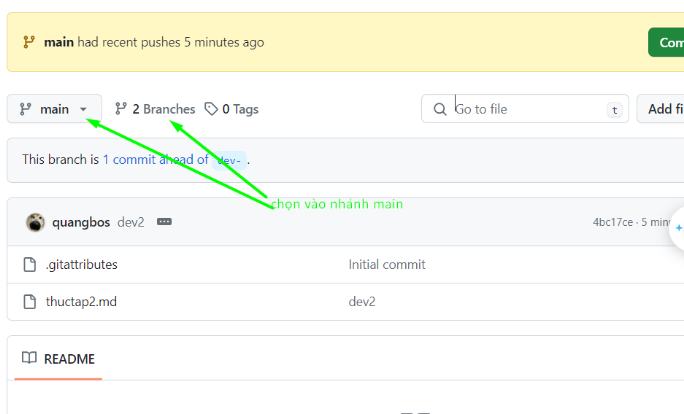 main had recent pushes 5 minutes ago
Com
main
2 Branches
0 Tags
Go to file
t
Add fi
This branch is 1 commit ahead of dev- .
chọn vào nhánh main
quangbos dev2
4bc17ce · 5 minu
.gitattributes Initial commit
thuctap2.md dev2
README